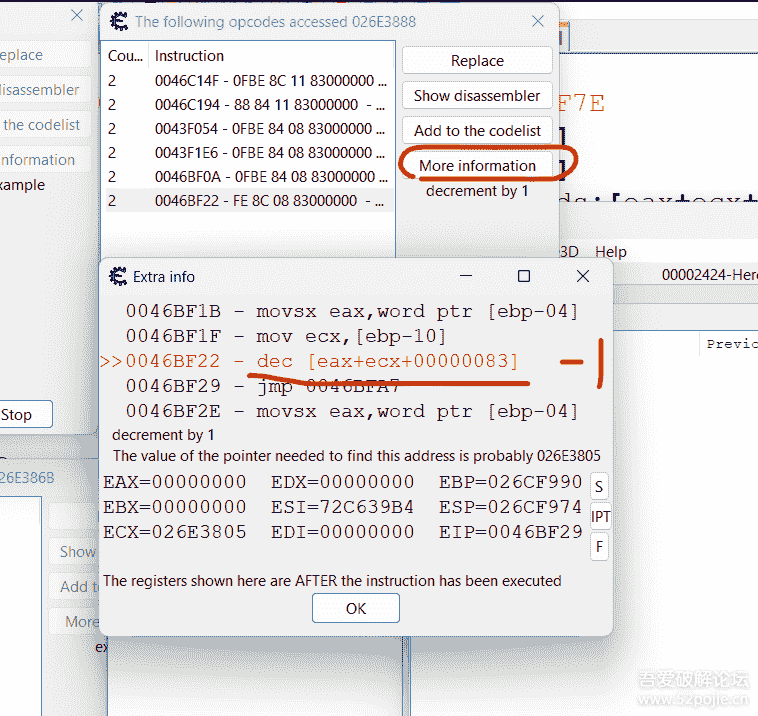 The following opcodes accessed 026E3888
Cou... Instruction
2 0046C14F - 0FBE 8C 11 83000000 ...
2 0046C194 - 88 84 11 83000000 - ...
2 0043F054 - 0FBE 84 08 83000000 ...
2 0043F1E6 - 0FBE 84 08 83000000 ...
2 0046BF0A - 0FBE 84 08 83000000 ...
2 0046BF22 - FE 8C 08 83000000 - ...
Replace
Show disassembler
Add to the codelist
More information
decrement by 1
eplace
disassembler
the codelist
nformation
xample
Stop
26E386B
Show
Add t
More
ex
F7E
]
]
3D Help
00002424-Her
Previc
Extra info
0046BF1B - movsx eax,word ptr [ebp-04]
0046BF1F - mov ecx,[ebp-10]
>>0046BF22 - dec [eax+ecx+00000083]
0046BF29 - jmp 0046BFA7
0046BF2E - movsx eax,word ptr [ebp-04]
decrement by 1
The value of the pointer needed to find this address is probably 026E3805
EAX=00000000 EDX=00000000 EBP=026CF990
EBX=00000000 ESI=72C639B4 ESP=026CF974
ECX=026E3805 EDI=00000000 EIP=0046BF29
S
IPT
F
The registers shown here are AFTER the instruction has been executed
OK
吾爱破解论坛
www.52pojie.cn